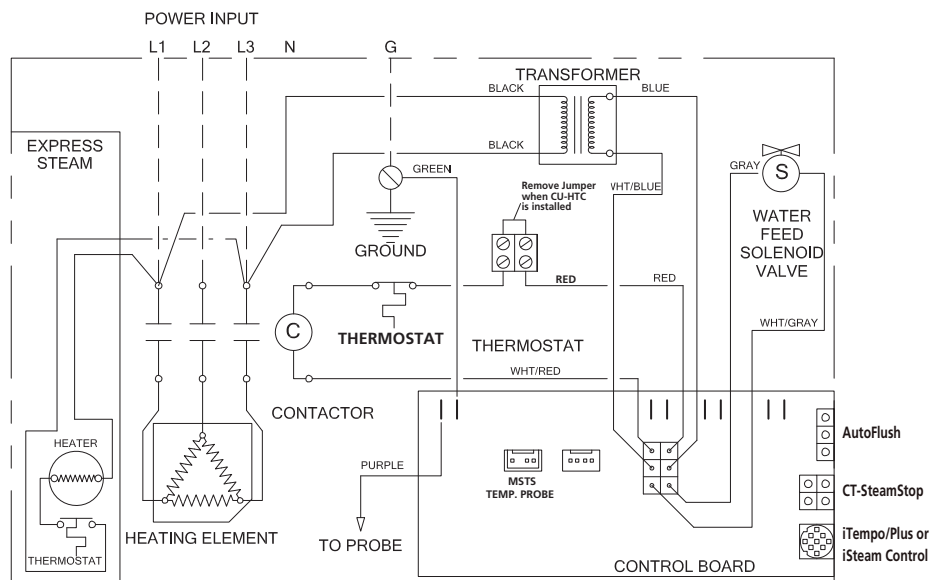 POWER INPUT
L1 L2 L3 N G
TRANSFORMER
BLACK
BLUE
EXPRESS
STEAM
BLACK
GREEN
GRAY
S
WHT/BLUE
Remove Jumper
when CU-HTC
is installed
WATER
FEED
SOLENOID
VALVE
GROUND
RED
RED
C
THERMOSTAT
THERMOSTAT
WHT/GRAY
WHT/RED
CONTACTOR
HEATER
AutoFlush
PURPLE
MSTS
TEMP. PROBE
CT-SteamStop
HEATING ELEMENT
TO PROBE
iTempo/Plus or
iSteam Control
THERMOSTAT
CONTROL BOARD